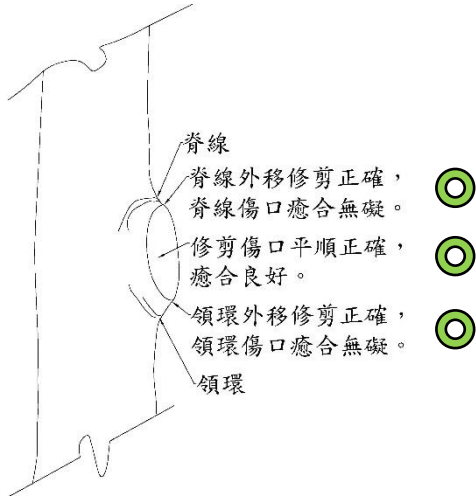 脊線
脊線外移修剪正確，
脊線傷口癒合無礙。
修剪傷口平順正確，
癒合良好。
領環外移修剪正確，
領環傷口癒合無礙。
領環